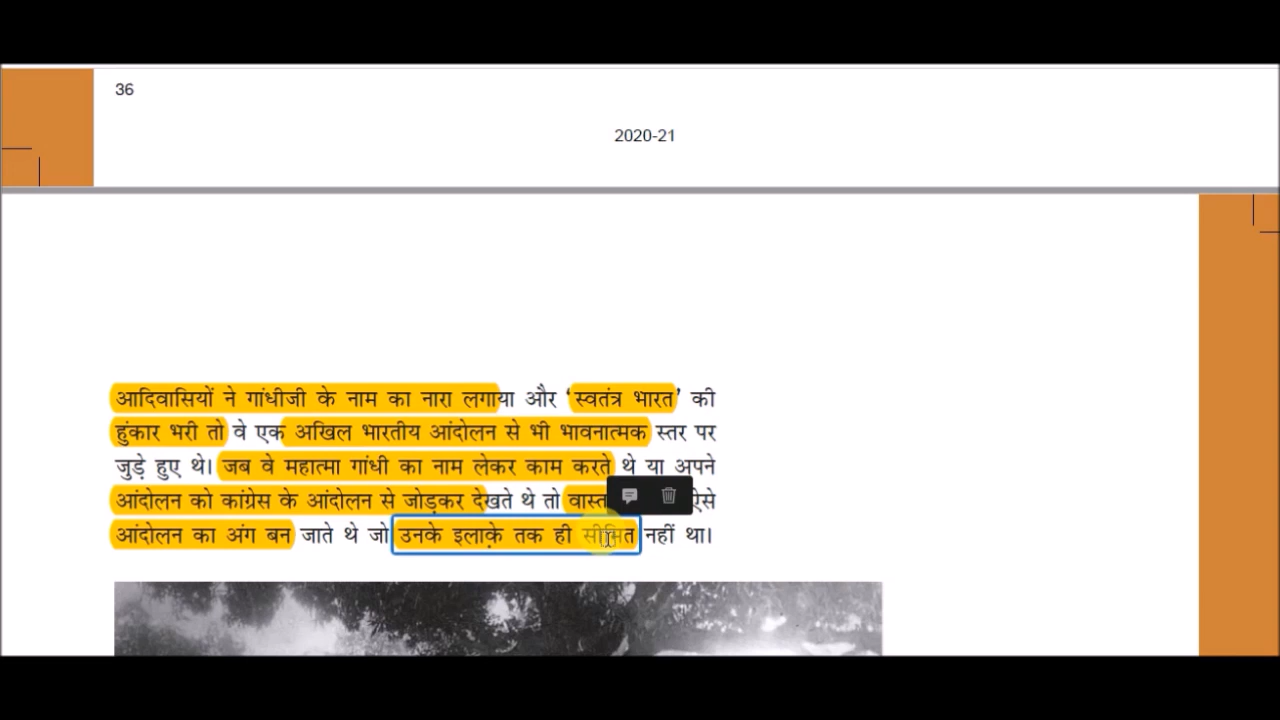 36
2020-21
आदिवासियों ने गांधीजी के नाम का नारा लगाया और ‘स्वतंत्र भारत’ की
हुंकार भरी तो वे एक अखिल भारतीय आंदोलन से भी भावनात्मक स्तर पर
जुड़े हुए थे। जब वे महात्मा गांधी का नाम लेकर काम करते थे या अपने
आंदोलन को कांग्रेस के आंदोलन से जोड़कर देखते थे तो ऐसे
आंदोलन का अंग बन जाते थे जो उनके इलाक़े तक ही सीमित नहीं था।